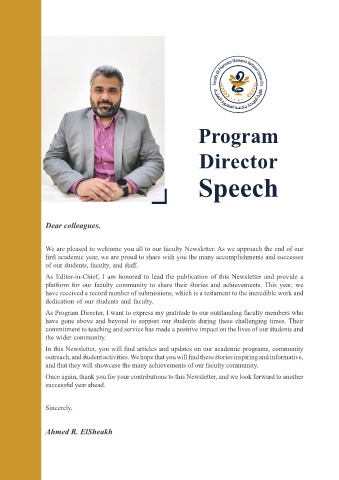 Program
Director
Speech
Dear colleagues,
We are pleased to welcome you all to our faculty Newsletter. As we approach the end of our
first academic year, we are proud to share with you the many accomplishments and successes
of our students, faculty, and staff.
As Editor-in-Chief, I am honored to lead the publication of this Newsletter and provide a
platform for our faculty community to share their stories and achievements. This year, we
have received a record number of submissions, which is a testament to the incredible work and
dedication of our students and faculty.
As Program Director, I want to express my gratitude to our outstanding faculty members who
have gone above and beyond to support our students during these challenging times. Their
commitment to teaching and service has made a positive impact on the lives of our students and
the wider community.
In this Newsletter, you will find articles and updates on our academic programs, community
outreach, and student activities. We hope that you will find these stories inspiring and informative,
and that they will showcase the many achievements of our faculty community.
Once again, thank you for your contributions to this Newsletter, and we look forward to another
successful year ahead.
Sincerely,
Ahmed R. ElSheakh